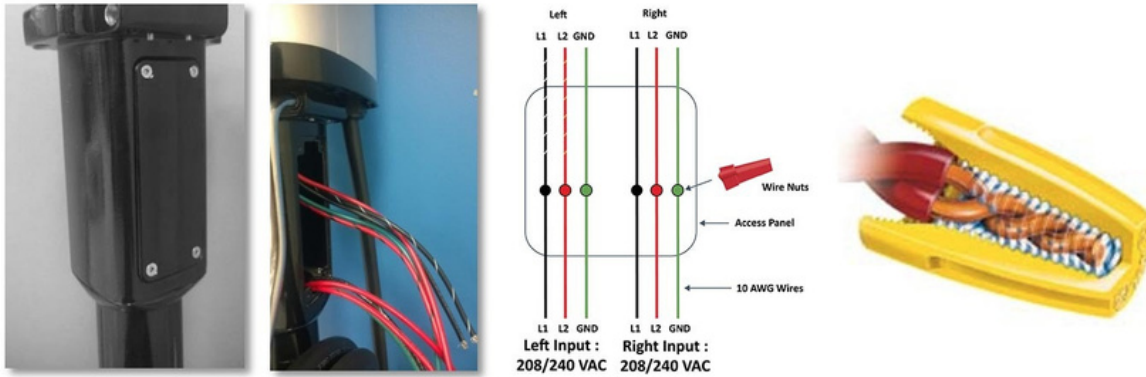 Left Right
L1 L2 GND L1 L2 GND
Wire Nuts
Access Panel
10 AWG Wires
L1 L2 GND L1 L2 GND
Left Input : Right Input :
208/240 VAC 208/240 VAC